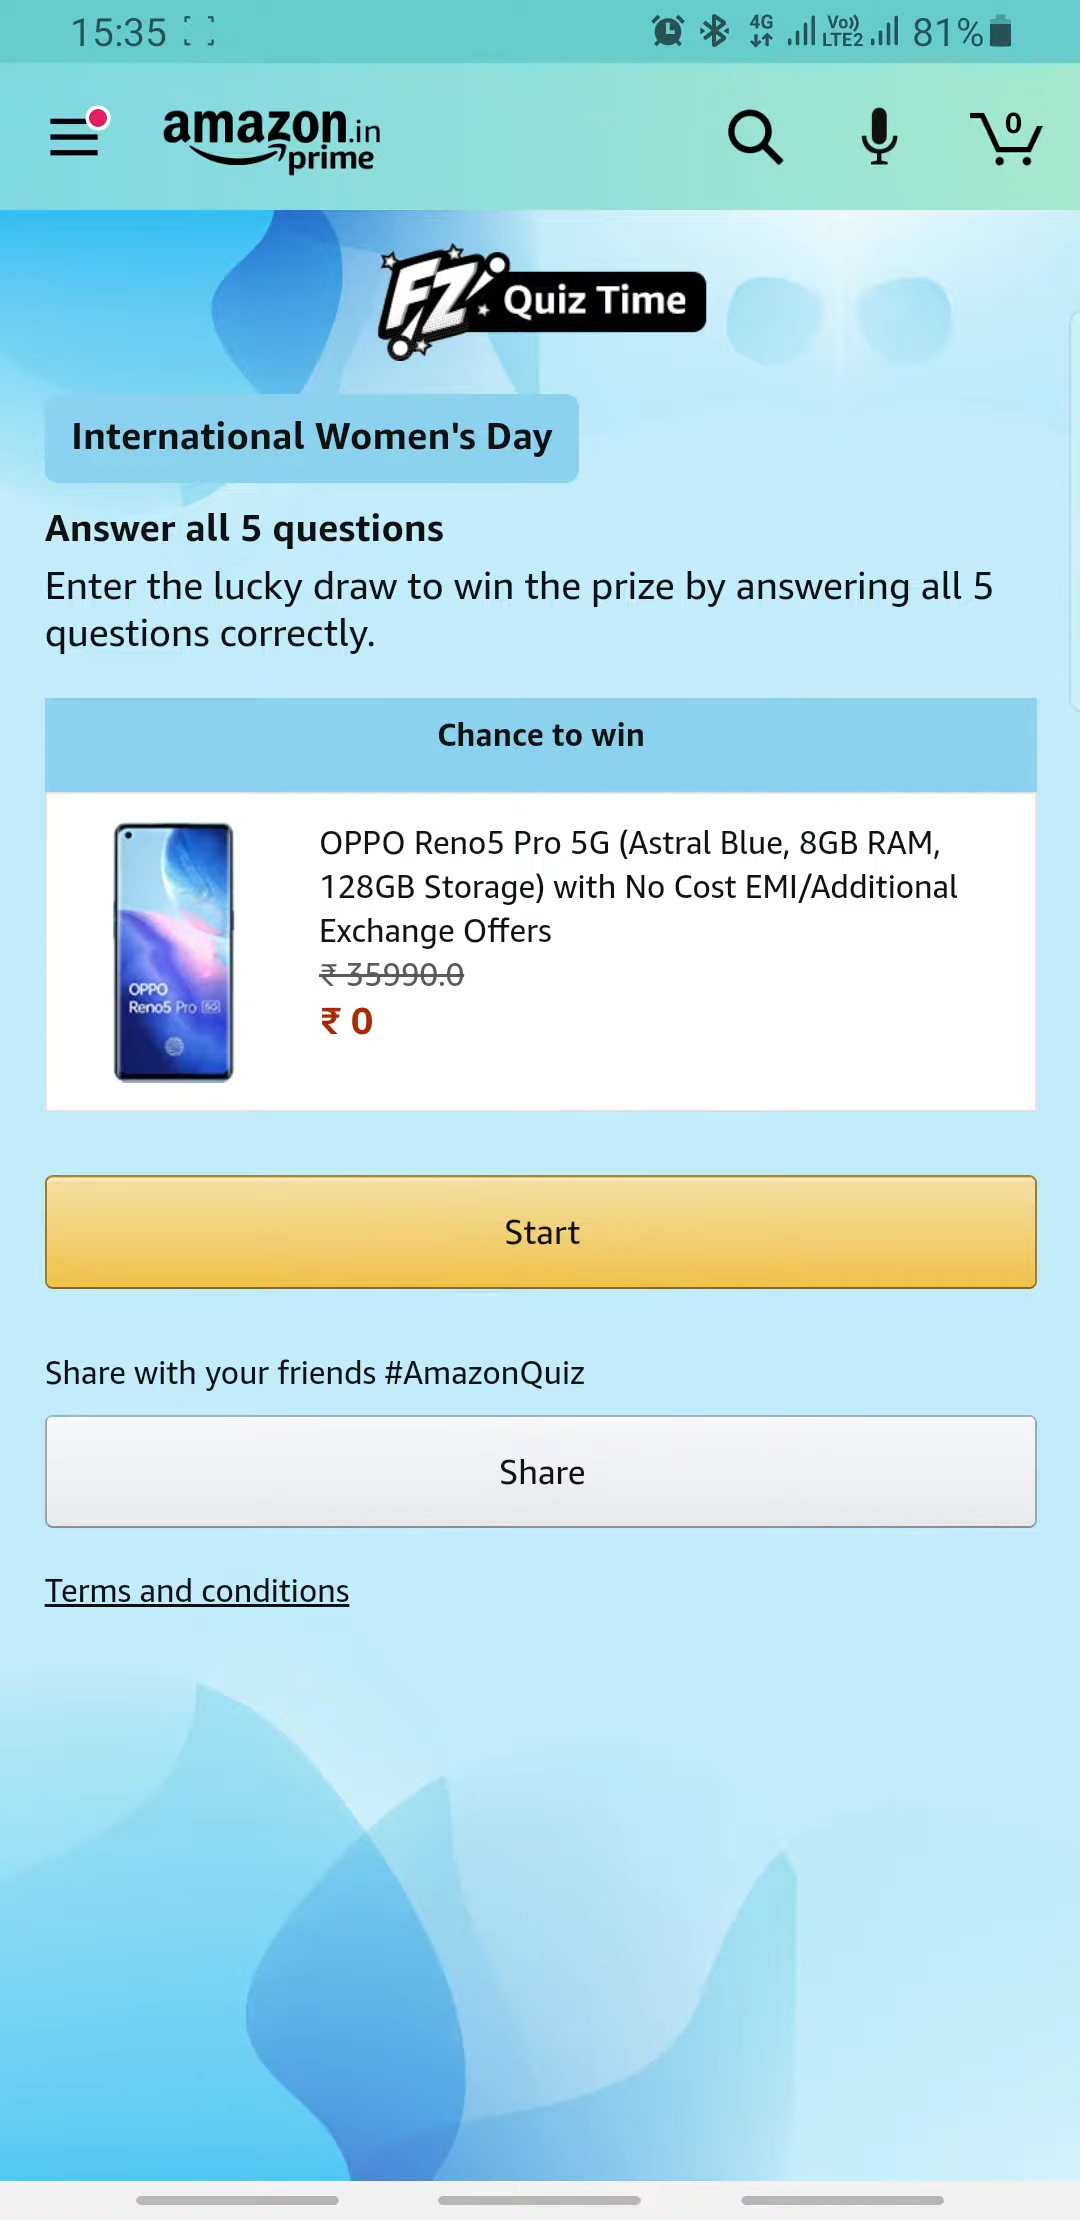 15:35 4G Vo)) LTE2 81%
amazon.in
prime
0
FZ Quiz Time
International Women's Day
Answer all 5 questions
Enter the lucky draw to win the prize by answering all 5
questions correctly.
Chance to win
OPPO Reno5 Pro 5G (Astral Blue, 8GB RAM,
128GB Storage) with No Cost EMI/Additional
Exchange Offers
₹ 35990.0
₹ 0
OPPO
Reno5 Pro 5G
Start
Share with your friends #AmazonQuiz
Share
Terms and conditions